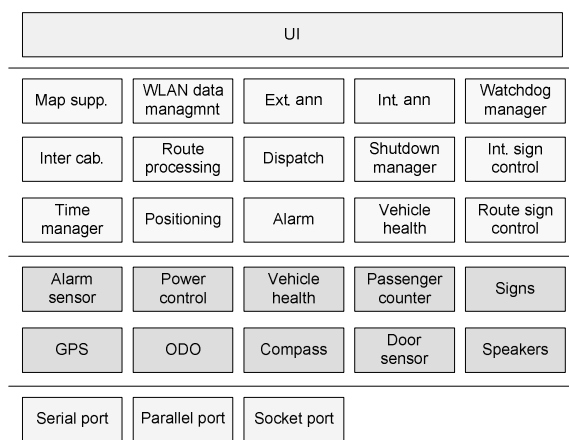 UI
Map supp.
WLAN data
managmnt
Ext. ann
Int. ann
Watchdog
manager
Inter cab.
Route
processing
Dispatch
Shutdown
manager
Int. sign
control
Time
manager
Positioning
Alarm
Vehicle
health
Route sign
control
Alarm
sensor
Power
control
Vehicle
health
Passenger
counter
Signs
GPS
ODO
Compass
Door
sensor
Speakers
Serial port
Parallel port
Socket port